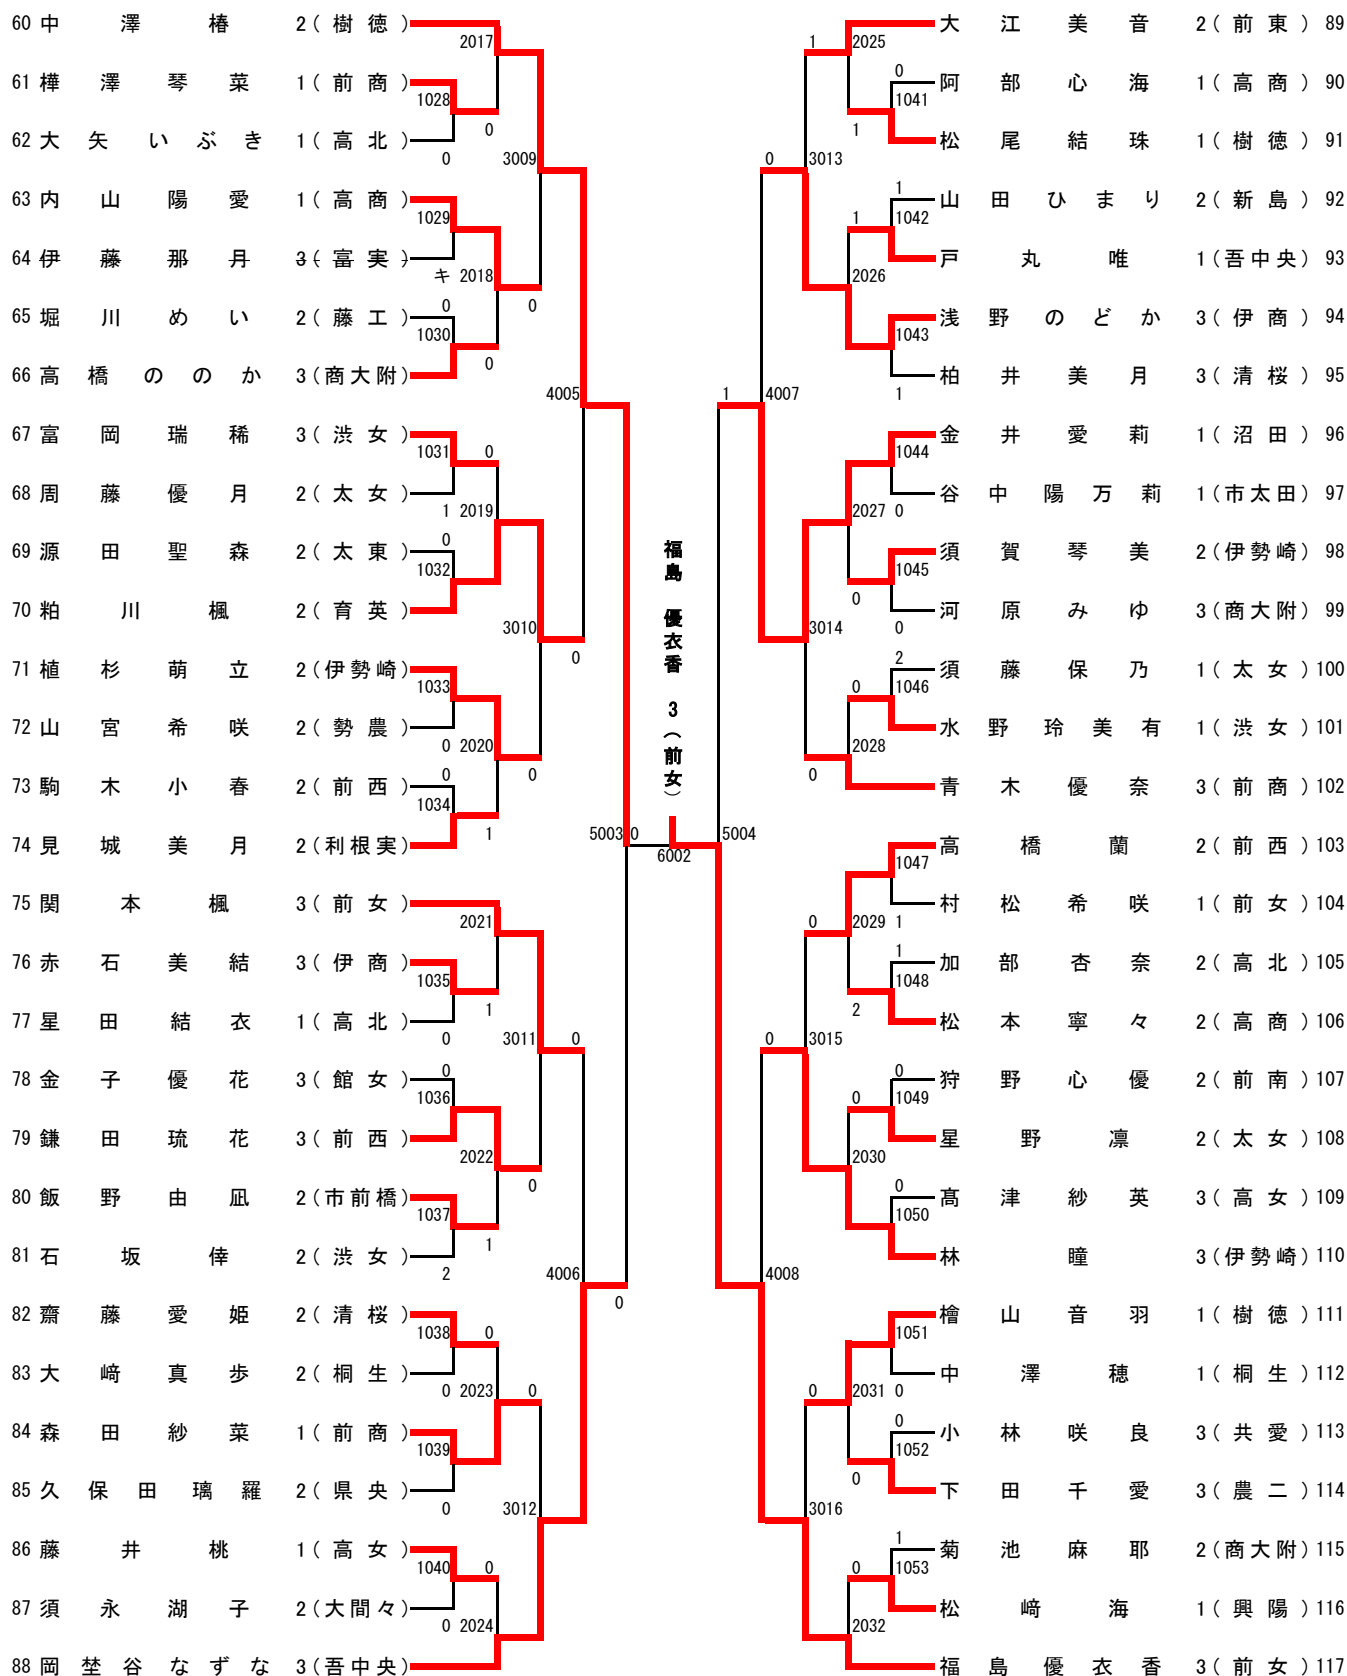 60 中澤椿 2(樹徳)
61 樺澤琴菜 1(前商)
62 大矢いぶき 1(高北)
63 内山陽愛 1(高商)
64 伊藤那月 3(富実)
65 堀川めい 2(藤工)
66 高橋ののか 3(商大附)
67 富岡瑞稀 3(渋女)
68 周藤優月 2(太女)
69 源田聖森 2(太東)
70 粕川楓 2(育英)
71 植杉萌立 2(伊勢崎)
72 山宮希咲 2(勢農)
73 駒木小春 2(前西)
74 見城美月 2(利根実)
75 関本楓 3(前女)
76 赤石美結 3(伊商)
77 星田結衣 1(高北)
78 金子優花 3(館女)
79 鎌田琉花 3(前西)
80 飯野由凪 2(市前橋)
81 石坂倖 2(渋女)
82 齋藤愛姫 2(清桜)
83 大﨑真歩 2(桐生)
84 森田紗菜 1(前商)
85 久保田璃羅 2(県央)
86 藤井桃 1(高女)
87 須永湖子 2(大間々)
88 岡埜谷なずな 3(吾中央)
1028 0
1029 キ
0 1030
1031 1
0 1032
1033 0
0 1034
1035 0
0 1036
1037 2
1038 0
1039 0
1040 0
2017 0
2018 0
0 2019
2020 1
2021 1
2022 1
0 2023
0 2024
3009 0
3010 0
3011 0
0 3012
4005 0
0 4006
5003 0
0 6002
福島 優衣香 3(前女)
5004 1
4007 0
0 4008
1 3013
3014 0
0 3015
0 3016
2025 1
1 2026
2027 0
0 2028
2029 2
0 2030
2031 0
0 2032
0 1041
1 1042
1043 1
1044 0
1045 0
2 1046
1047 1
1 1048
0 1049
0 1050
1051 0
0 1052
1 1053
大江美音 2(前東) 89
阿部心海 1(高商) 90
松尾結珠 1(樹徳) 91
山田ひまり 2(新島) 92
戸丸唯 1(吾中央) 93
浅野のどか 3(伊商) 94
柏井美月 3(清桜) 95
金井愛莉 1(沼田) 96
谷中陽万莉 1(市太田) 97
須賀琴美 2(伊勢崎) 98
河原みゆ 3(商大附) 99
須藤保乃 1(太女) 100
水野玲美有 1(渋女) 101
青木優奈 3(前商) 102
高橋蘭 2(前西) 103
村松希咲 1(前女) 104
加部杏奈 2(高北) 105
松本寧々 2(高商) 106
狩野心優 2(前南) 107
星野凛 2(太女) 108
髙津紗英 3(高女) 109
林瞳 3(伊勢崎) 110
檜山音羽 1(樹徳) 111
中澤穂 1(桐生) 112
小林咲良 3(共愛) 113
下田千愛 3(農二) 114
菊池麻耶 2(商大附) 115
松﨑海 1(興陽) 116
福島優衣香 3(前女) 117